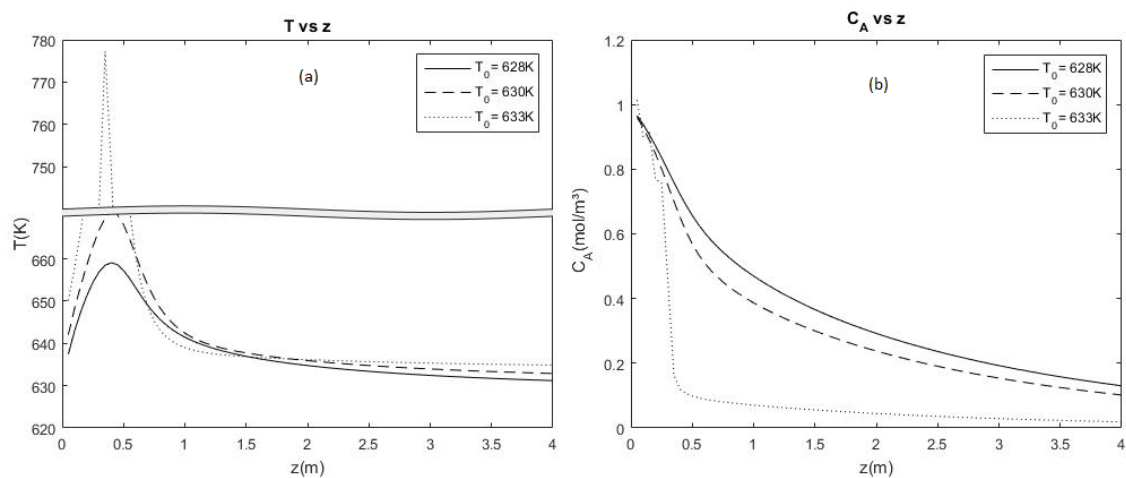 T vs z
(a)
T₀ = 628K
T₀ = 630K
T₀ = 633K
780
770
760
750
660
650
640
630
620
T(K)
0
0.5
1
1.5
2
2.5
3
3.5
4
z(m)
C_A vs z
(b)
T₀ = 628K
T₀ = 630K
T₀ = 633K
1.2
1
0.8
0.6
0.4
0.2
0
C_A(mol/m³)
0
0.5
1
1.5
2
2.5
3
3.5
4
z(m)